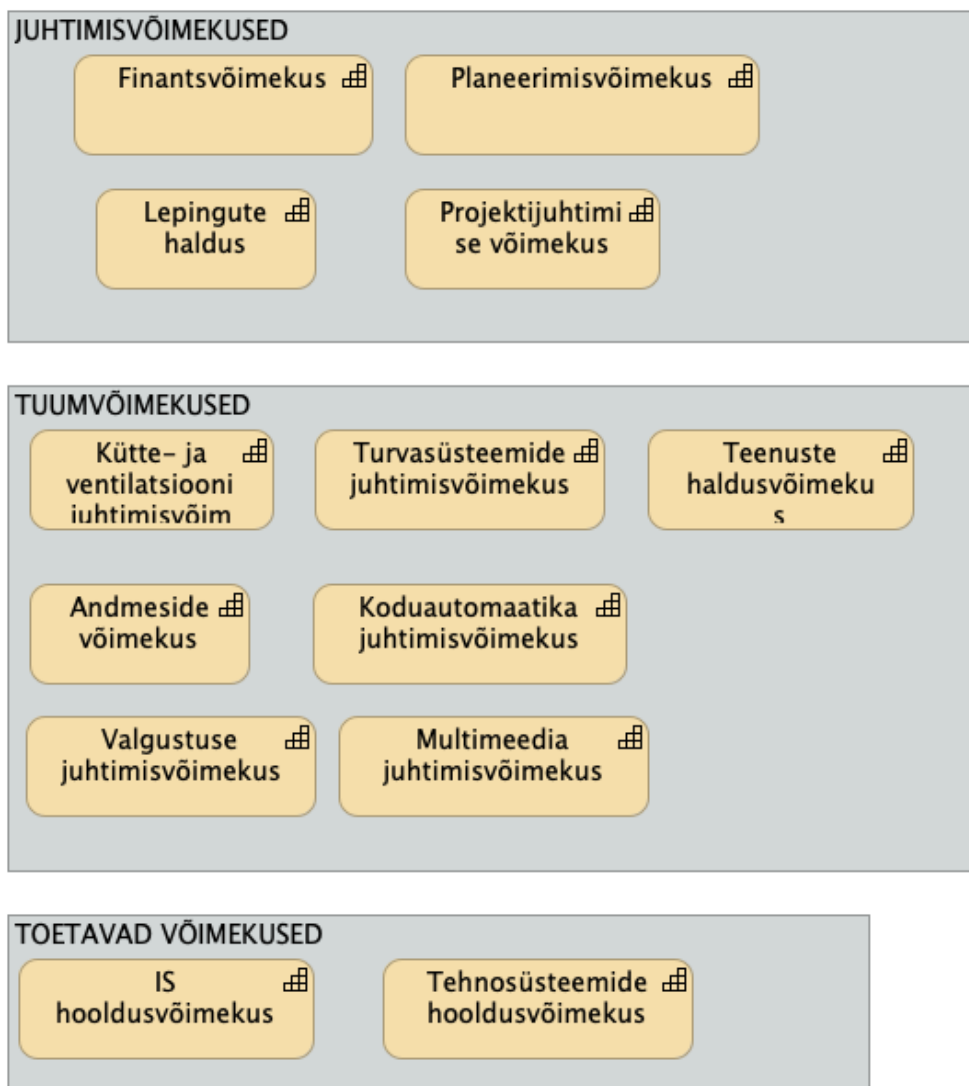 JUHTIMISVÕIMEKUSED
Finantsvõimekus
Planeerimisvõimekus
Lepingute
haldus
Projektijuhtimi
se võimekus
TUUMVÕIMEKUSED
Kütte- ja
ventilatsiooni
juhtimisvõim
Turvasüsteemide
juhtimisvõimekus
Teenuste
haldusvõimeku
s
Andmeside
võimekus
Koduautomaatika
juhtimisvõimekus
Valgustuse
juhtimisvõimekus
Multimeedia
juhtimisvõimekus
TOETAVAD VÕIMEKUSED
IS
hooldusvõimekus
Tehnosüsteemide
hooldusvõimekus